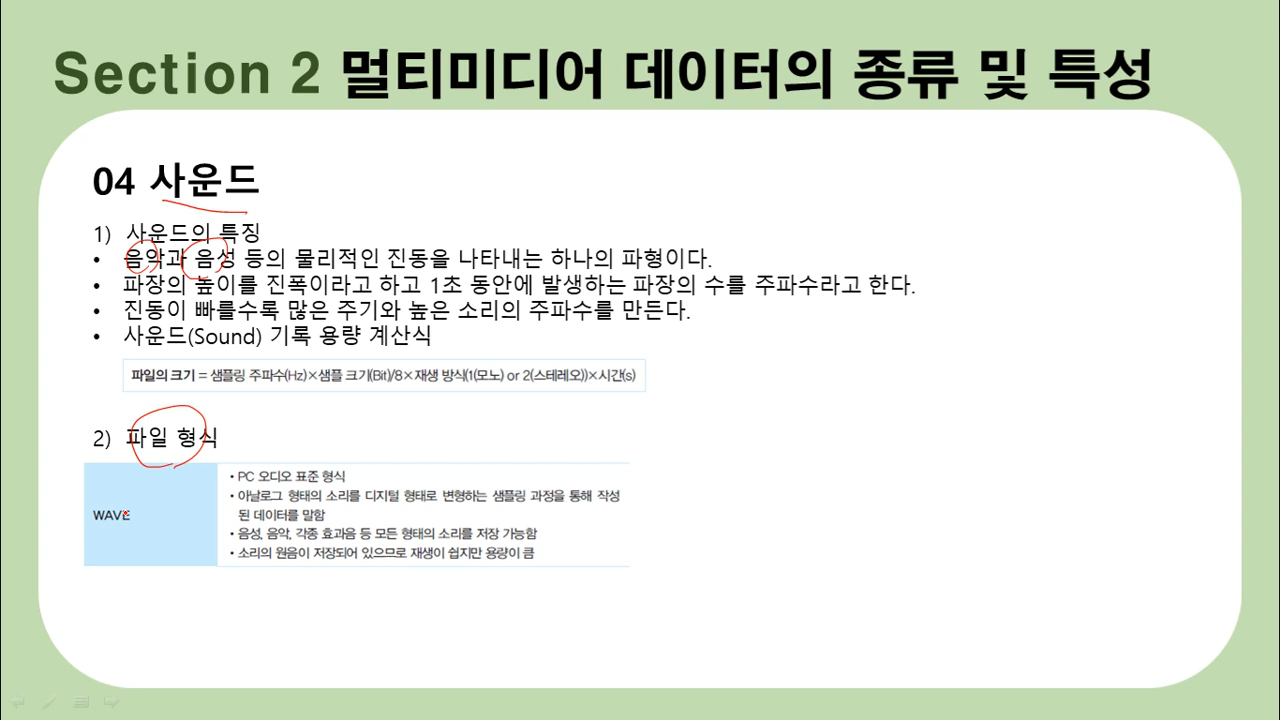 Section 2 멀티미디어 데이터의 종류 및 특성
04 사운드
1) 사운드의 특징
• 음악과 음성 등의 물리적인 진동을 나타내는 하나의 파형이다.
• 파장의 높이를 진폭이라고 하고 1초 동안에 발생하는 파장의 수를 주파수라고 한다.
• 진동이 빠를수록 많은 주기와 높은 소리의 주파수를 만든다.
• 사운드(Sound) 기록 용량 계산식
파일의 크기 = 샘플링 주파수(Hz)×샘플 크기(Bit)/8×재생 방식(1(모노) or 2(스테레오))×시간(s)
2) 파일 형식
WAVE
• PC 오디오 표준 형식
• 아날로그 형태의 소리를 디지털 형태로 변형하는 샘플링 과정을 통해 작성
된 데이터를 말함
• 음성, 음악, 각종 효과음 등 모든 형태의 소리를 저장 가능함
• 소리의 원음이 저장되어 있으므로 재생이 쉽지만 용량이 큼